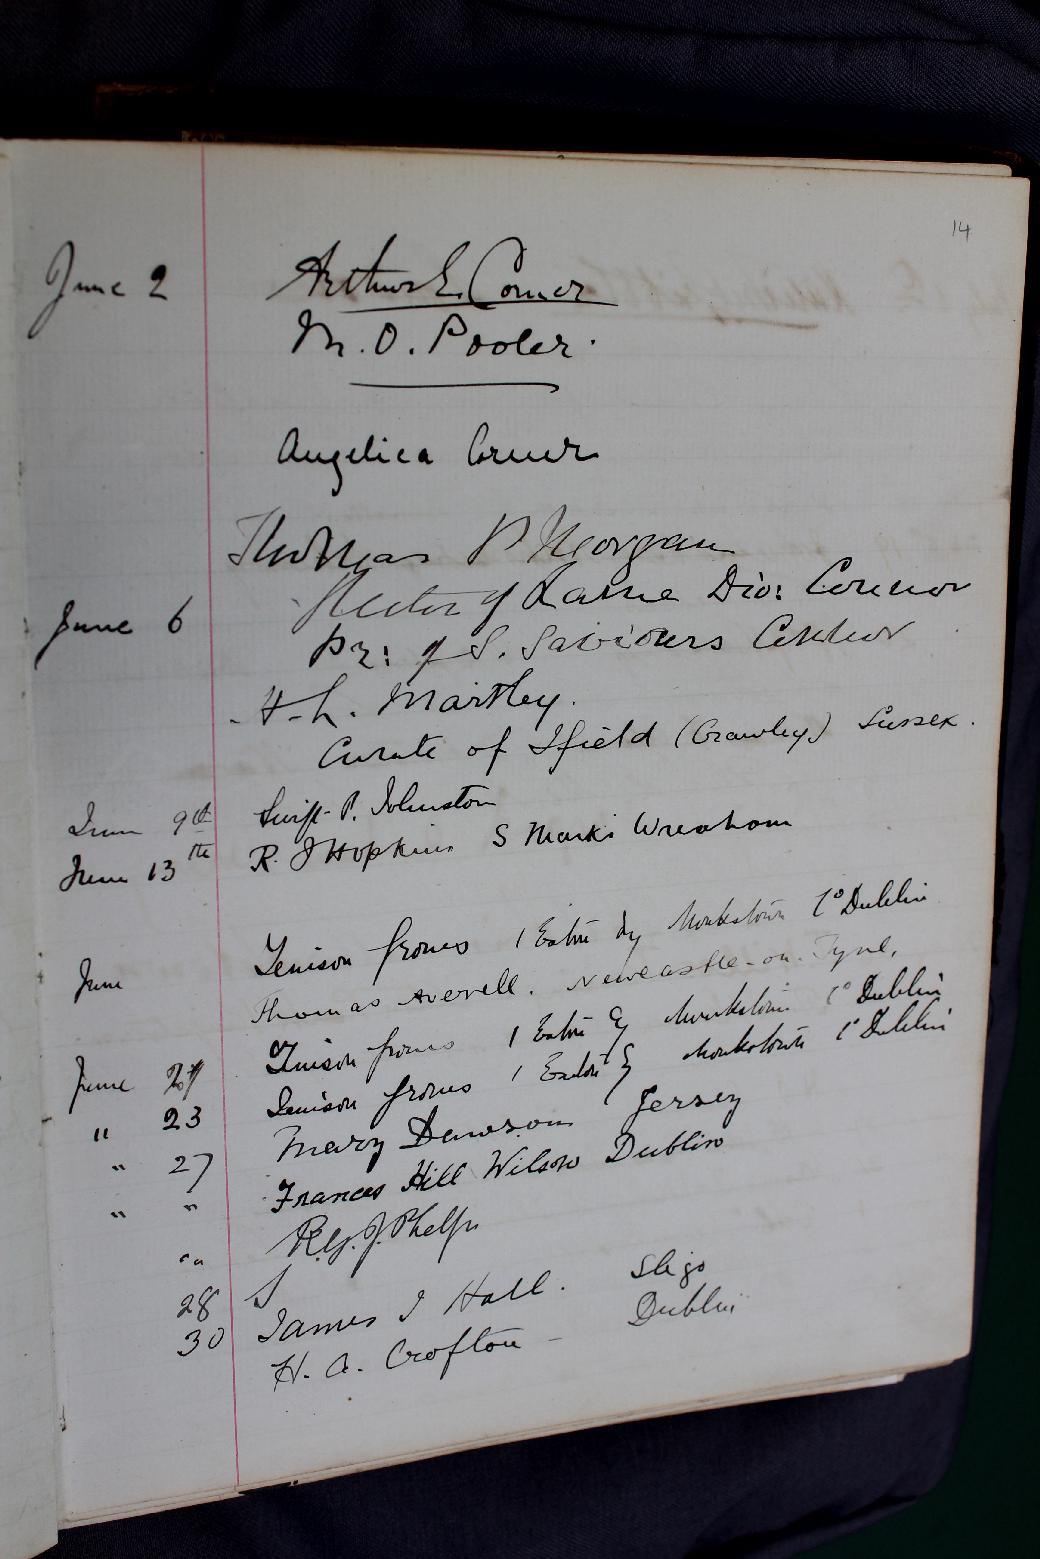 14
June 2 Arthur E. Corner
M. O. Pooler.
Angelica Corner
Thomas P Morgan
Rector of Larne Dio: Connor
June 6 Pr: of S. Saviours Connor
H. L. Martley.
Curate of Ifield (Crawley) Sussex.
June 9th Swift P. Johnston
June 13th R. J Hopkins S Marks Wrexham
June Tenison Groves 1 Eaton Sq Monkstown Co Dublin
Thomas Averell. Newcastle-on-Tyne,
June 21 Tenison Groves 1 Eaton Sq Monkstown Co Dublin
" 23 Tenison Groves 1 Eaton Sq Monkstown Co Dublin
" 27 Mary Dawson Jersey
" " Frances Hill Wilson Dublin
" " R. G. J. Phelps
28 James J Hall. Sligo
30 H. A. Crofton - Dublin